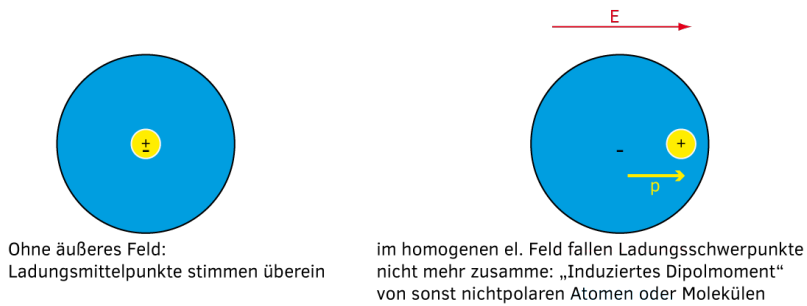 E
±
-
+
p
Ohne äußeres Feld:
Ladungsmittelpunkte stimmen überein
im homogenen el. Feld fallen Ladungsschwerpunkte
nicht mehr zusamme: „Induziertes Dipolmoment“
von sonst nichtpolaren Atomen oder Molekülen